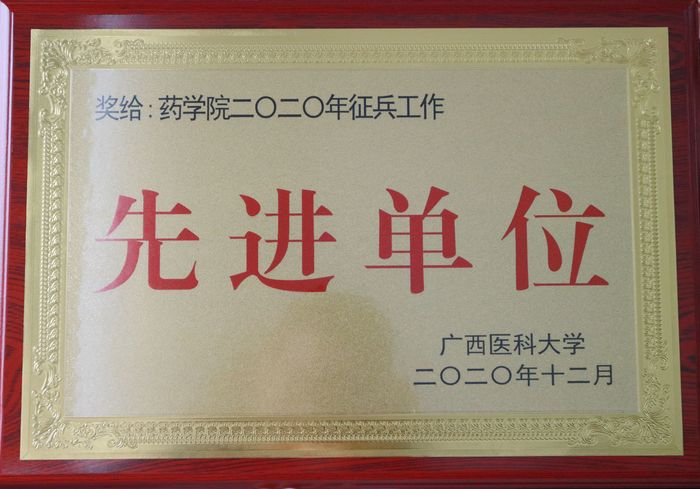 奖给:药学院二〇二〇年征兵工作
先进单位
广西医科大学
二〇二〇年十二月